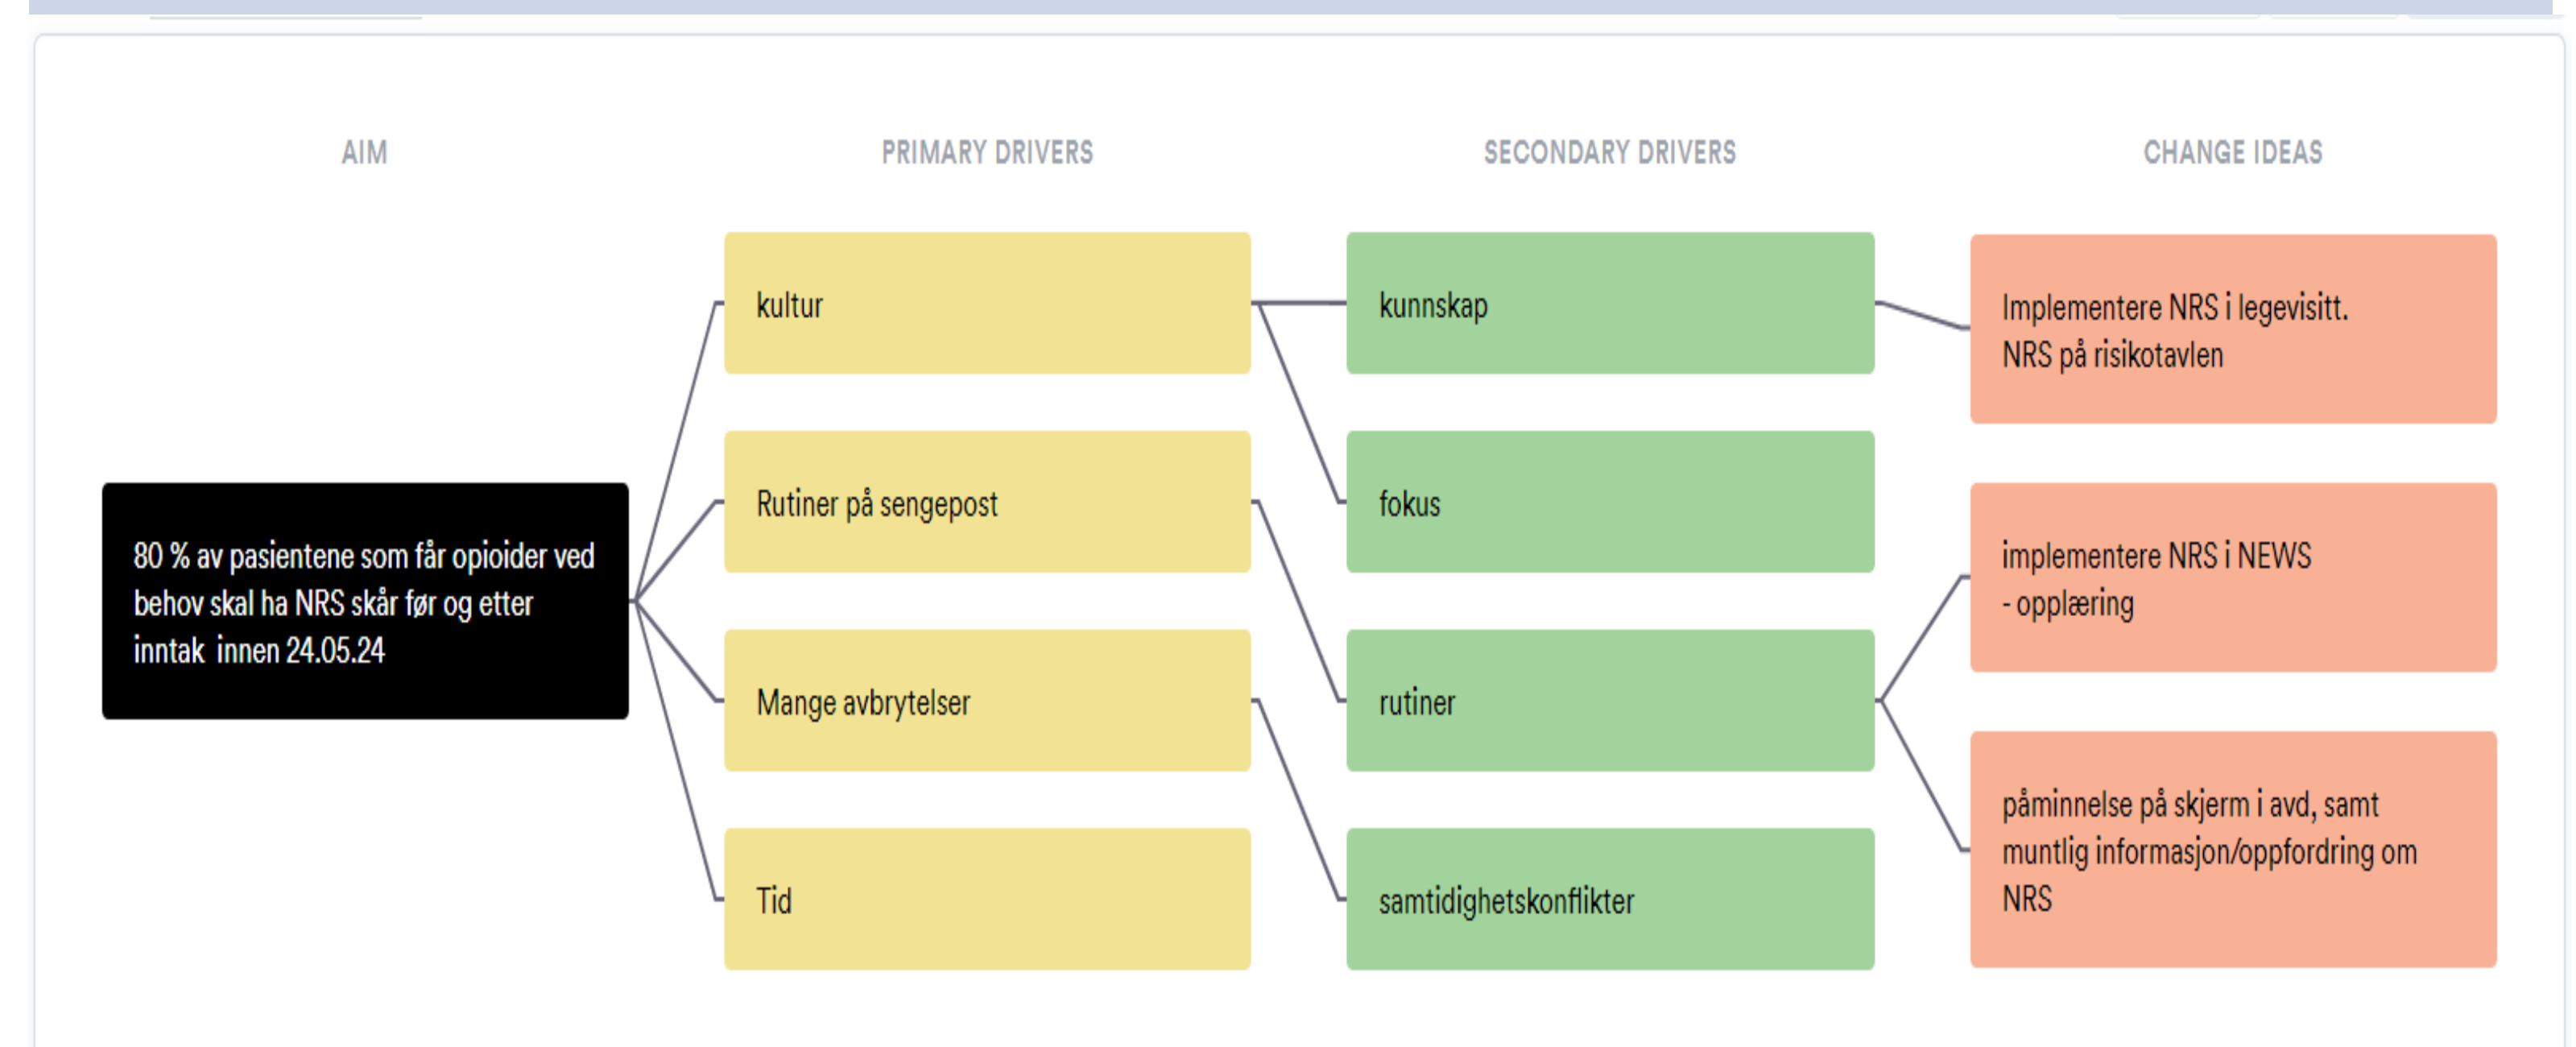 AIM
PRIMARY DRIVERS
SECONDARY DRIVERS
CHANGE IDEAS
80 % av pasientene som får opioider ved
behov skal ha NRS skår før og etter
inntak innen 24.05.24
kultur
Rutiner på sengepost
Mange avbrytelser
Tid
kunnskap
fokus
rutiner
samtidighetskonflikter
Implementere NRS i legevisitt.
NRS på risikotavlen
implementere NRS i NEWS
- opplæring
påminnelse på skjerm i avd, samt
muntlig informasjon/oppfordring om
NRS